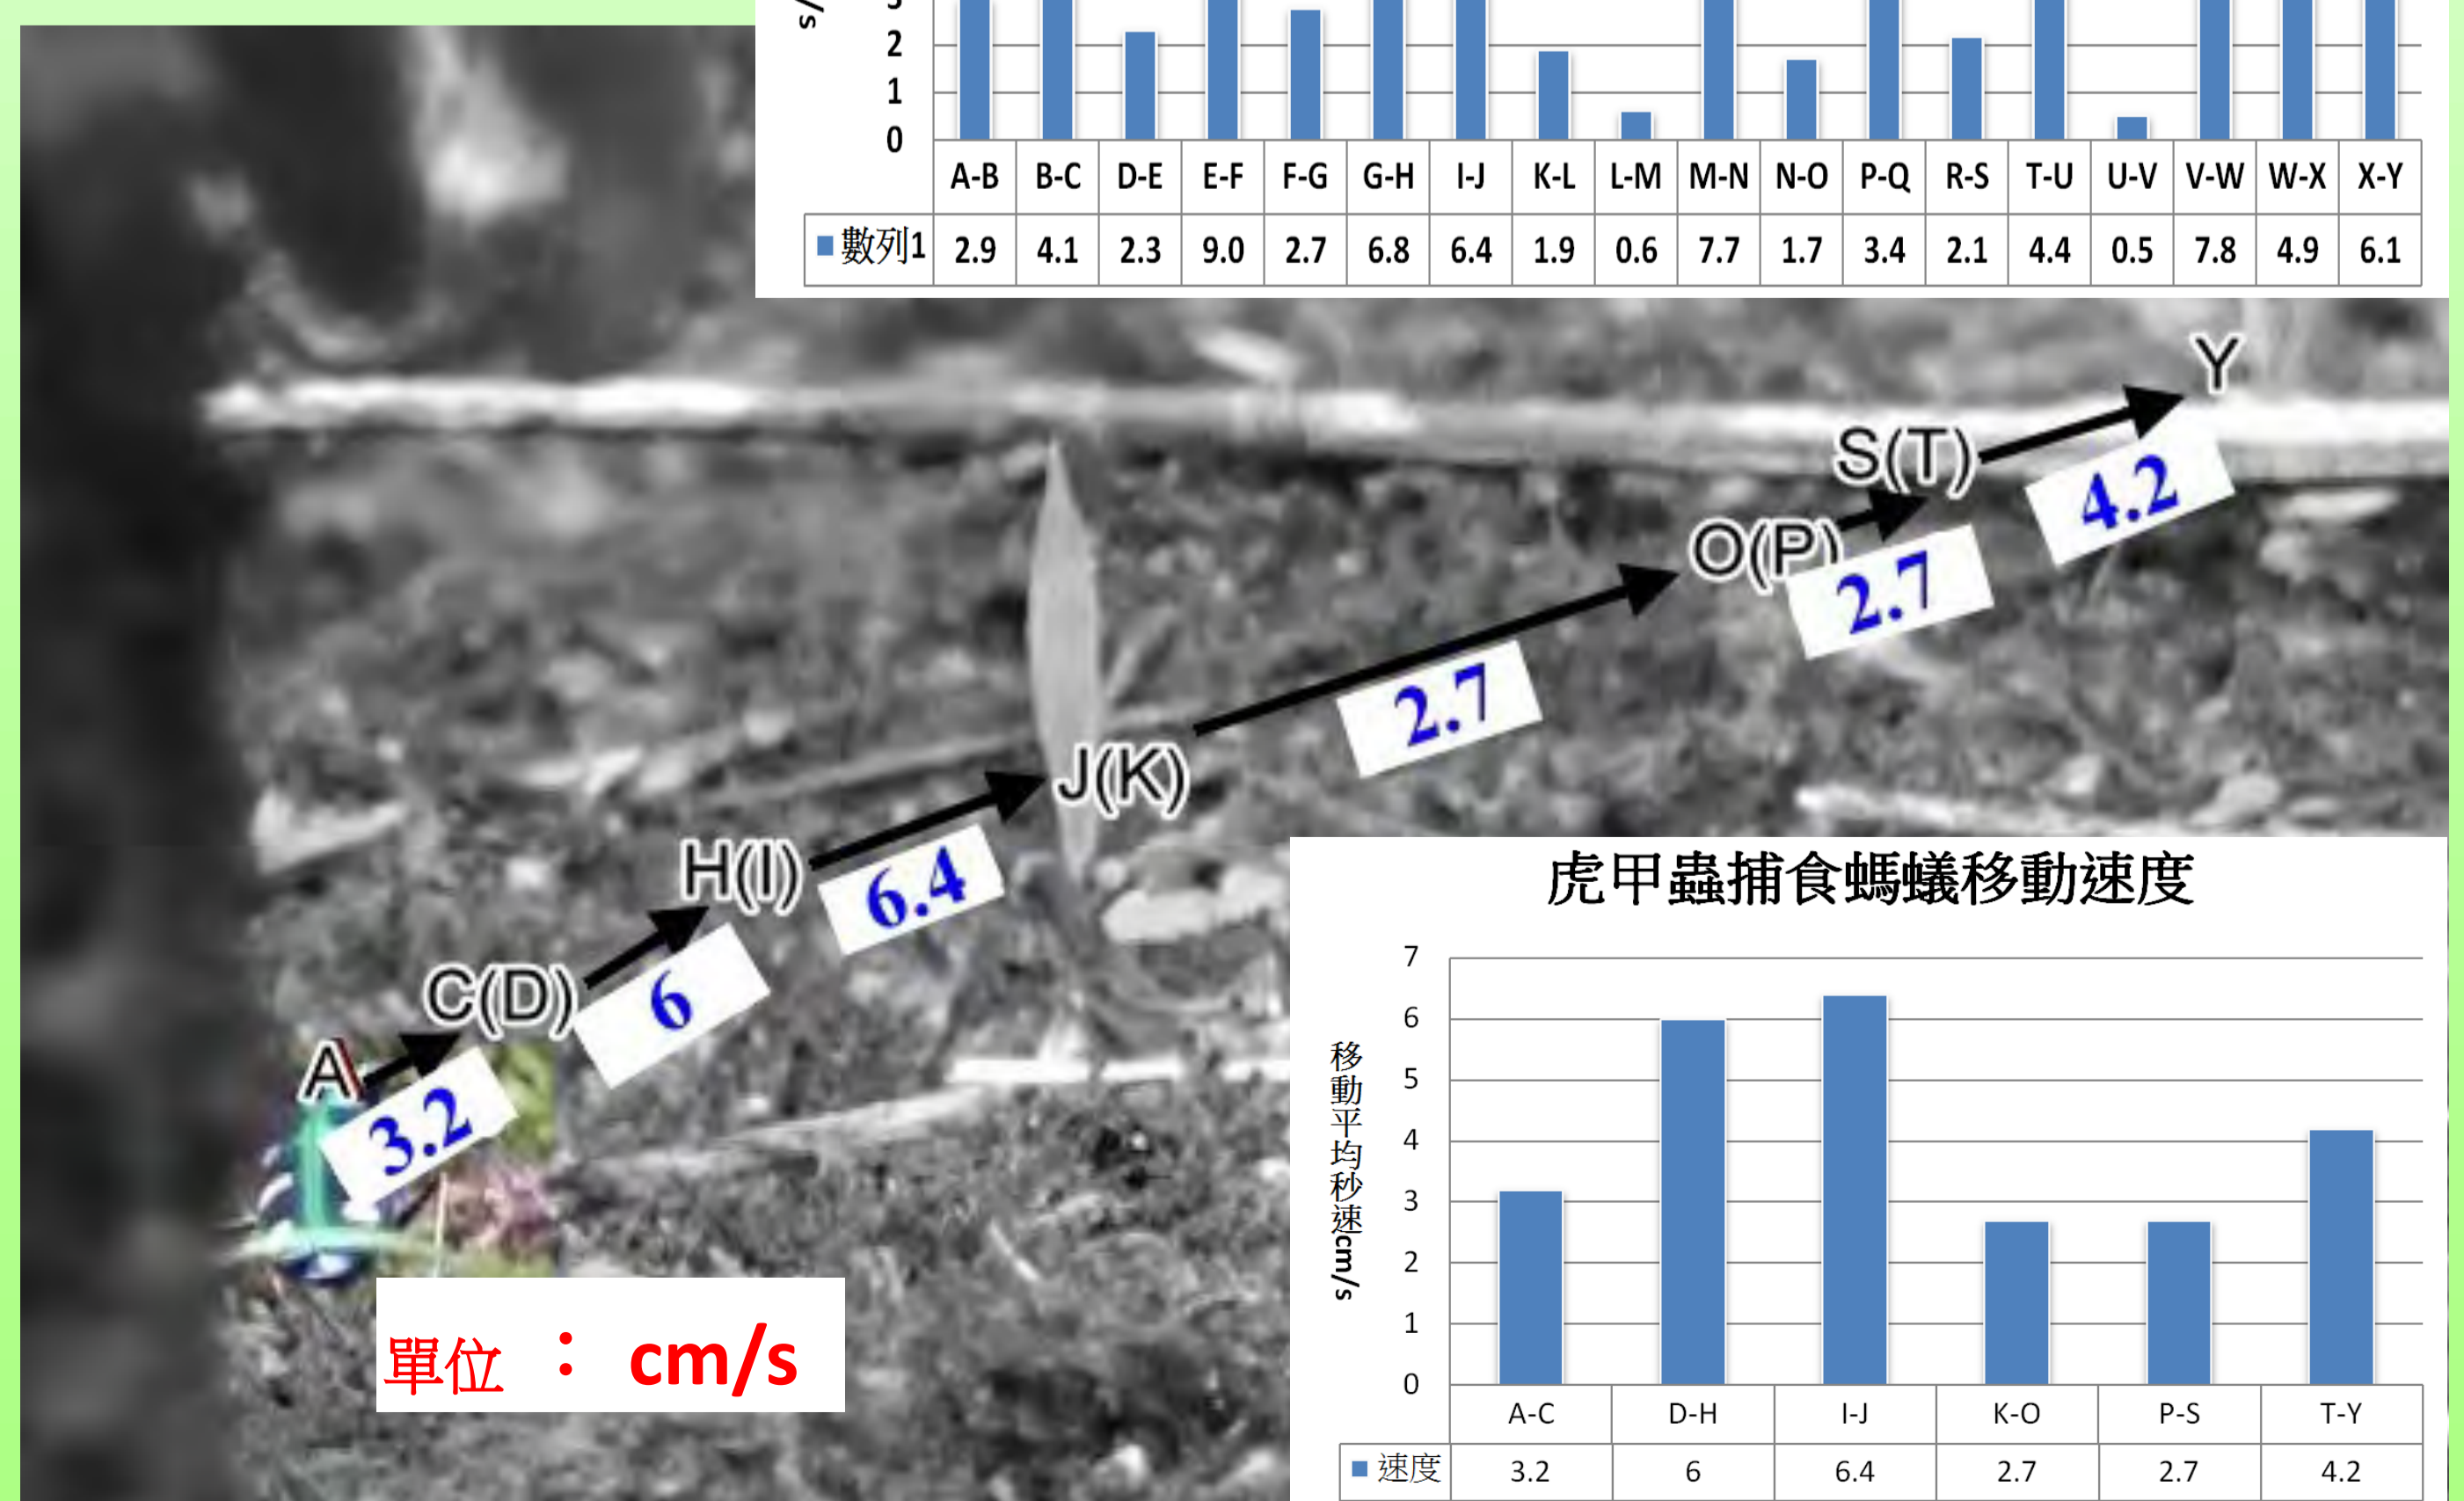 s/
3
2
1
0
A-B B-C D-E E-F F-G G-H I-J K-L L-M M-N N-O P-Q R-S T-U U-V V-W W-X X-Y
數列1 2.9 4.1 2.3 9.0 2.7 6.8 6.4 1.9 0.6 7.7 1.7 3.4 2.1 4.4 0.5 7.8 4.9 6.1
Y
S(T)
4.2
O(P)
2.7
2.7
J(K)
H(I)
6.4
C(D)
6
A
3.2
單位 : cm/s
虎甲蟲捕食螞蟻移動速度
移動平均秒速cm/s
7
6
5
4
3
2
1
0
A-C D-H I-J K-O P-S T-Y
速度 3.2 6 6.4 2.7 2.7 4.2